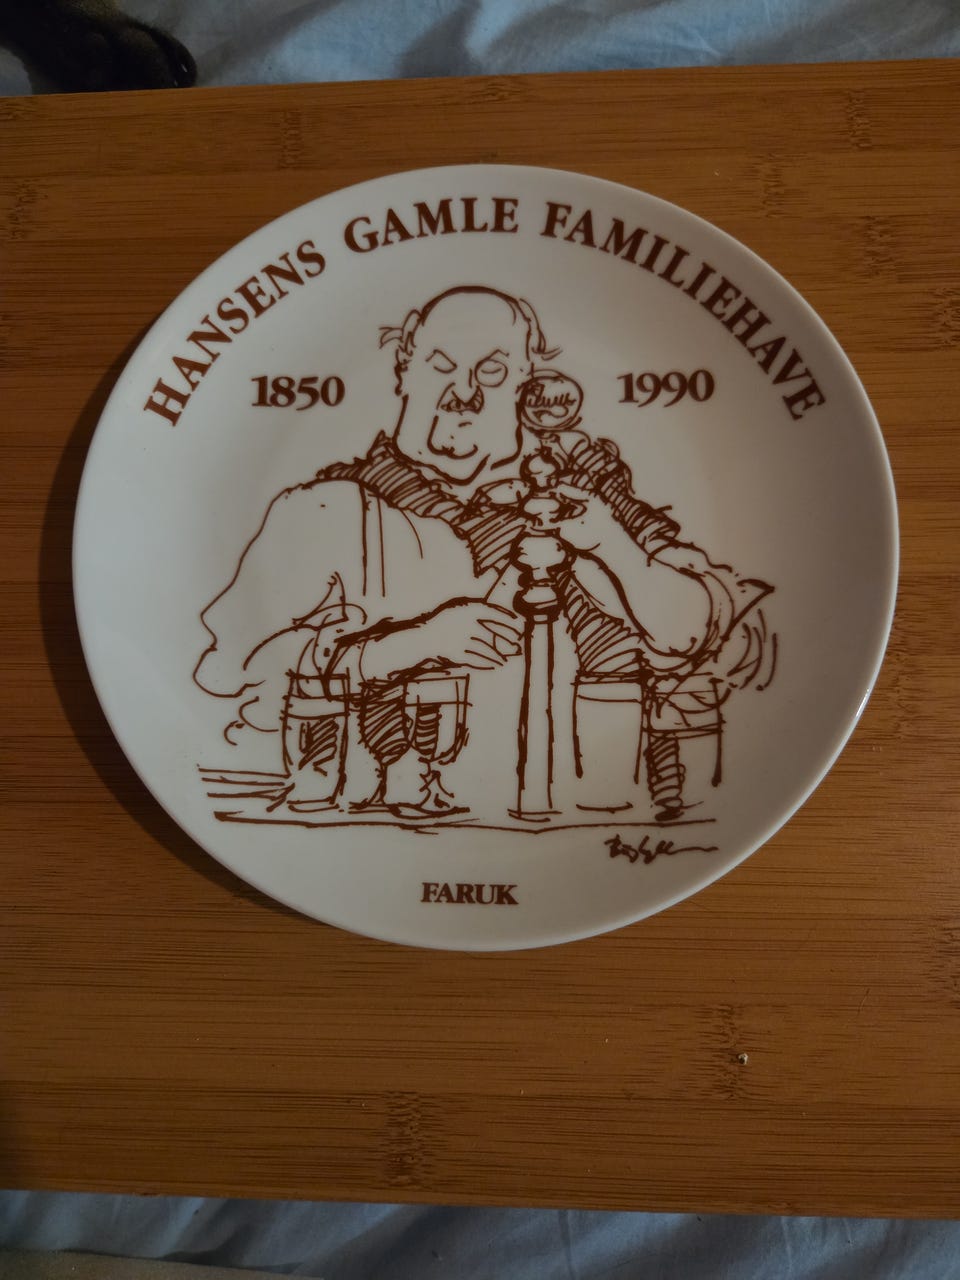 HANSENS GAMLE FAMILIEHAVE
1850 1990
FARUK